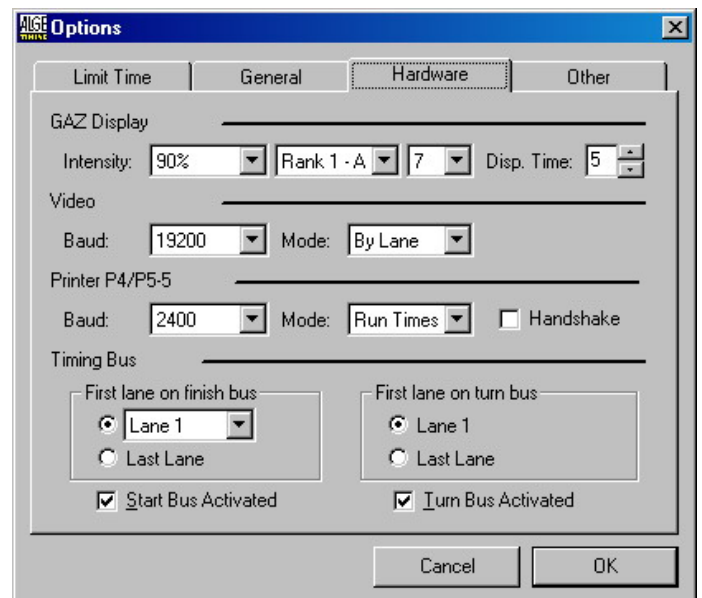 ALGE TIMING Options
Limit Time General Hardware Other
GAZ Display
Intensity: 90% Rank 1 - A 7 Disp. Time: 5
Video
Baud: 19200 Mode: By Lane
Printer P4/P5-5
Baud: 2400 Mode: Run Times Handshake
Timing Bus
First lane on finish bus First lane on turn bus
Lane 1 Lane 1
Last Lane Last Lane
Start Bus Activated Turn Bus Activated
Cancel OK